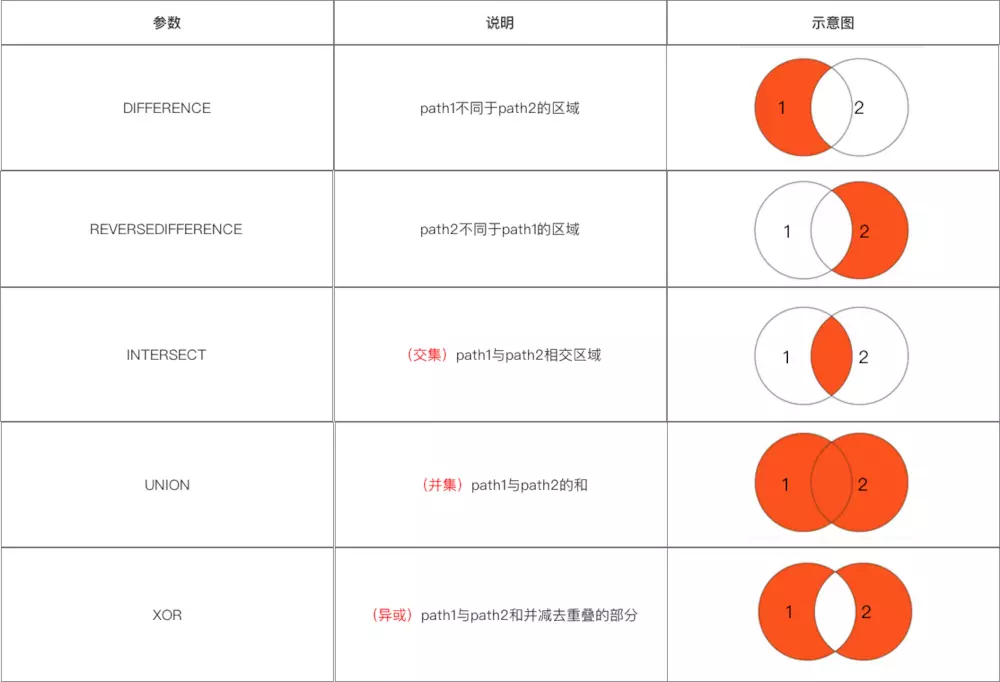 参数 说明 示意图
DIFFERENCE path1不同于path2的区域 1 2
REVERSEDIFFERENCE path2不同于path1的区域 1 2
INTERSECT （交集）path1与path2相交区域 1 2
UNION （并集）path1与path2的和 1 2
XOR （异或）path1与path2和并减去重叠的部分 1 2